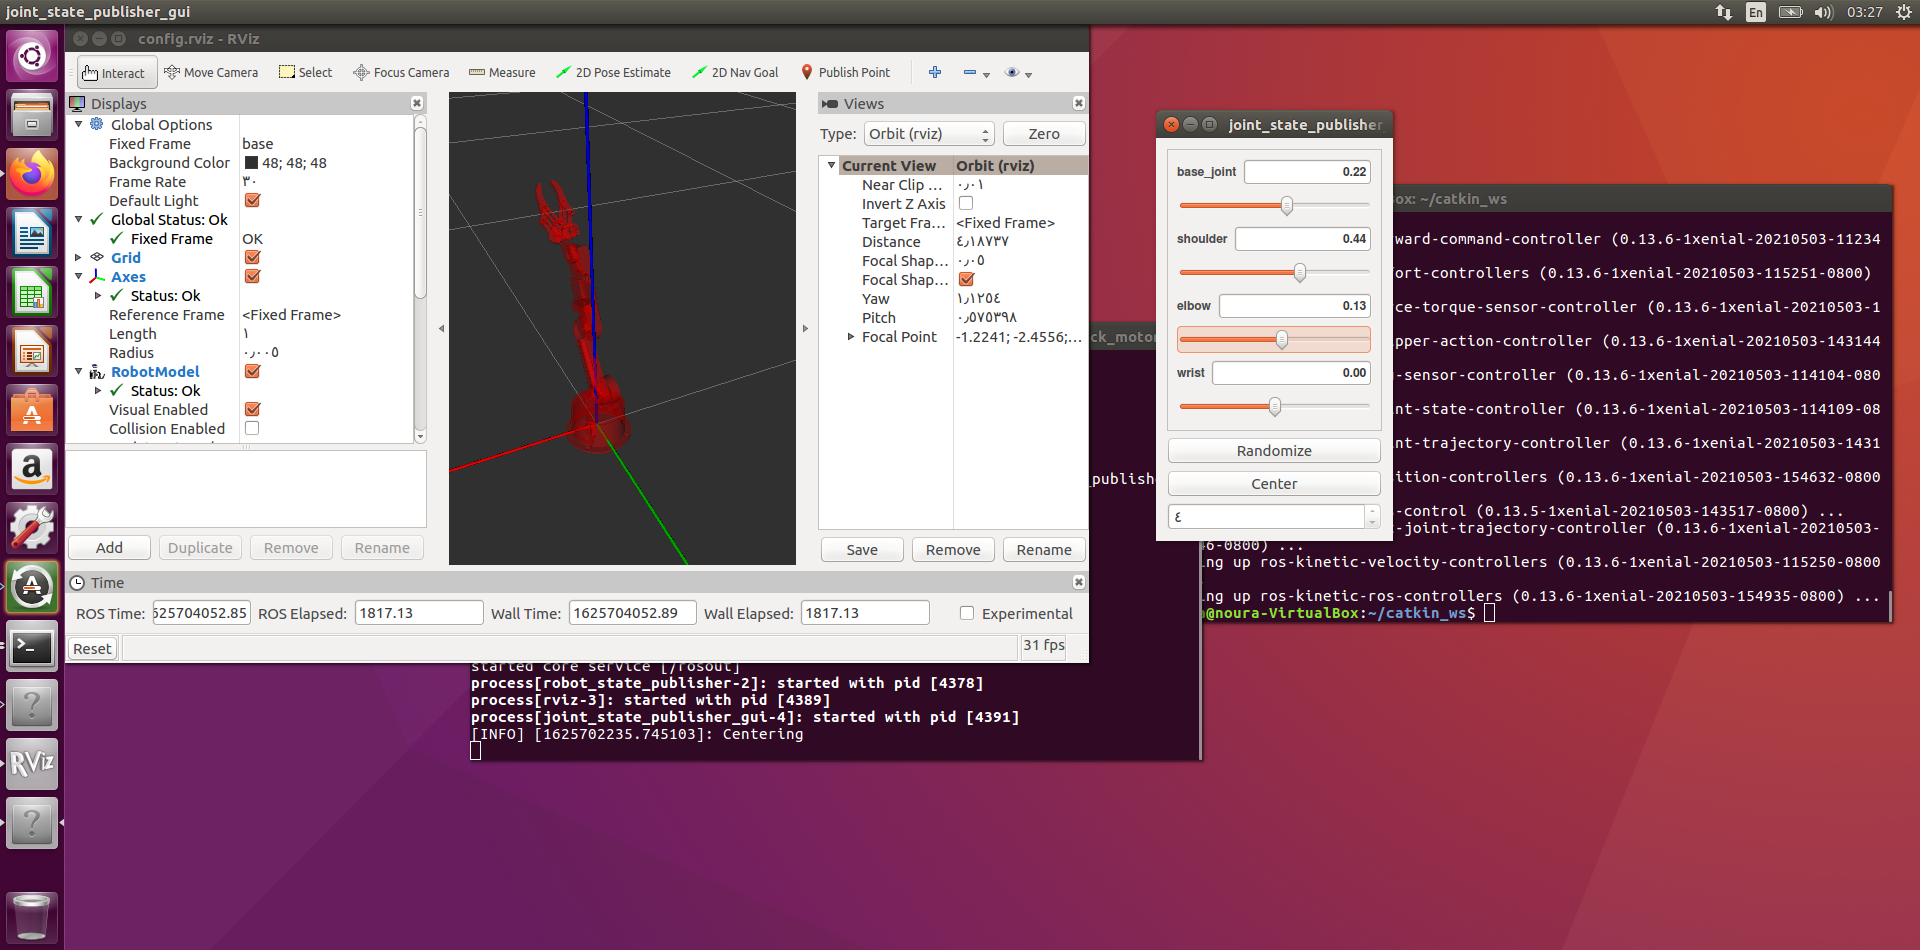 joint_state_publisher_gui
En
03:27
config.rviz - RViz
Interact Move Camera Select Focus Camera Measure 2D Pose Estimate 2D Nav Goal Publish Point
Displays
Global Options
Fixed Frame base
Background Color 48; 48; 48
Frame Rate ٣٠
Default Light
Global Status: Ok
Fixed Frame OK
Grid
Axes
Status: Ok
Reference Frame <Fixed Frame>
Length ١
Radius ٠٫٠٠٥
RobotModel
Status: Ok
Visual Enabled
Collision Enabled
Add Duplicate Remove Rename
Views
Type: Orbit (rviz) Zero
Current View Orbit (rviz)
Near Clip ... ٠٫٠١
Invert Z Axis
Target Fra... <Fixed Frame>
Distance ٤٫١٨٧٣٧
Focal Shap... ٠٫٠٥
Focal Shap...
Yaw ١٫١٢٥٤
Pitch ٠٫٥٧٥٣٩٨
Focal Point -1.2241; -2.4556;...
Save Remove Rename
Time
ROS Time: 625704052.85 ROS Elapsed: 1817.13 Wall Time: 1625704052.89 Wall Elapsed: 1817.13 Experimental
Reset 31 fps
joint_state_publisher
base_joint 0.22
shoulder 0.44
elbow 0.13
wrist 0.00
Randomize
Center
٤
ox: ~/catkin_ws
ward-command-controller (0.13.6-1xenial-20210503-11234
ort-controllers (0.13.6-1xenial-20210503-115251-0800)
ce-torque-sensor-controller (0.13.6-1xenial-20210503-1
pper-action-controller (0.13.6-1xenial-20210503-143144
-sensor-controller (0.13.6-1xenial-20210503-114104-080
nt-state-controller (0.13.6-1xenial-20210503-114109-08
nt-trajectory-controller (0.13.6-1xenial-20210503-1431
ition-controllers (0.13.6-1xenial-20210503-154632-0800
-control (0.13.5-1xenial-20210503-143517-0800) ...
-joint-trajectory-controller (0.13.6-1xenial-20210503-
46-0800) ...
ng up ros-kinetic-velocity-controllers (0.13.6-1xenial-20210503-115250-0800
ng up ros-kinetic-ros-controllers (0.13.6-1xenial-20210503-154935-0800) ...
@noura-VirtualBox:~/catkin_ws$
ck_motor
_publishe
started core service [/rosout]
process[robot_state_publisher-2]: started with pid [4378]
process[rviz-3]: started with pid [4389]
process[joint_state_publisher_gui-4]: started with pid [4391]
[INFO] [1625702235.745103]: Centering
RViz